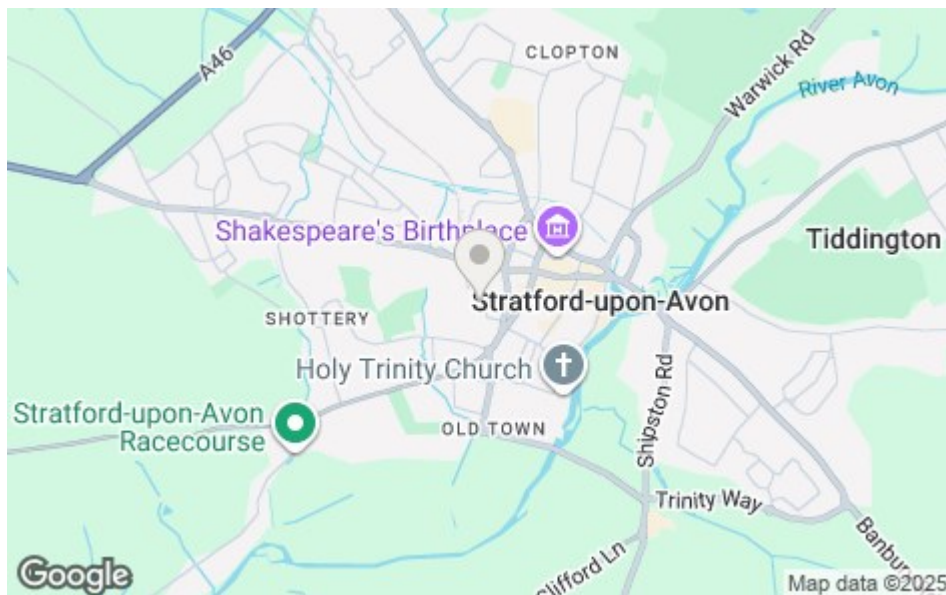 A46
CLOPTON
Warwick Rd
River Avon
Shakespeare's Birthplace
Tiddington
Stratford-upon-Avon
SHOTTERY
Holy Trinity Church
Stratford-upon-Avon
Racecourse
OLD TOWN
Shipston Rd
Trinity Way
Clifford Ln
Google
Map data ©2025